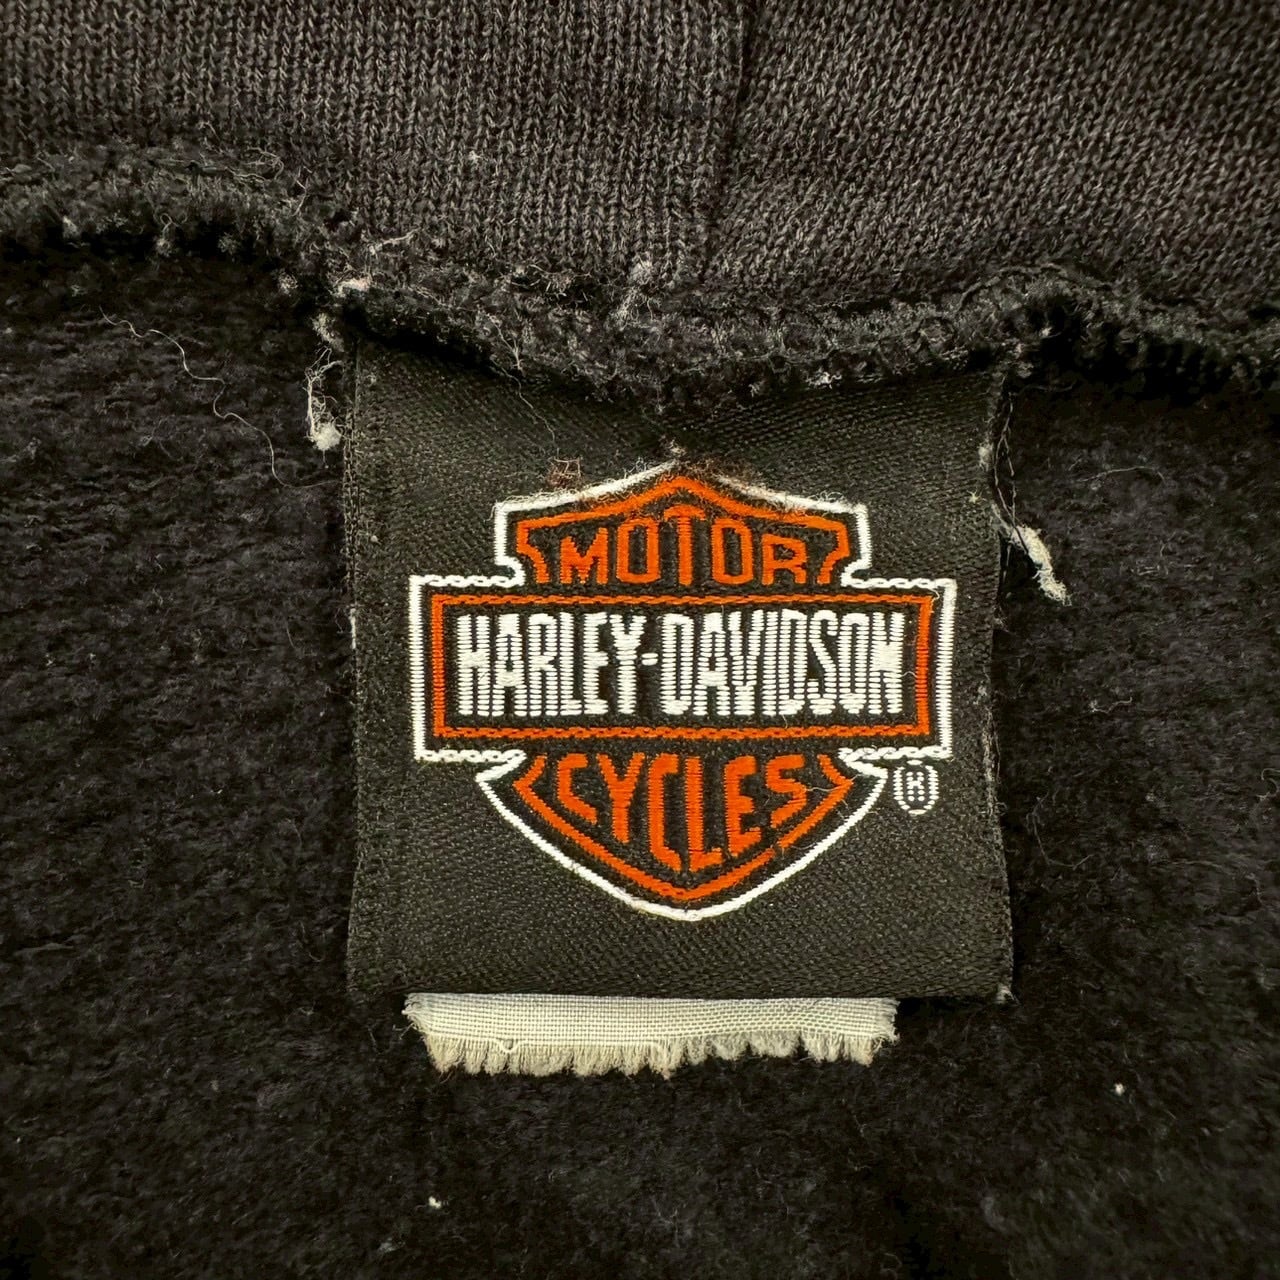 MOTOR
HARLEY-DAVIDSON
CYCLES
®